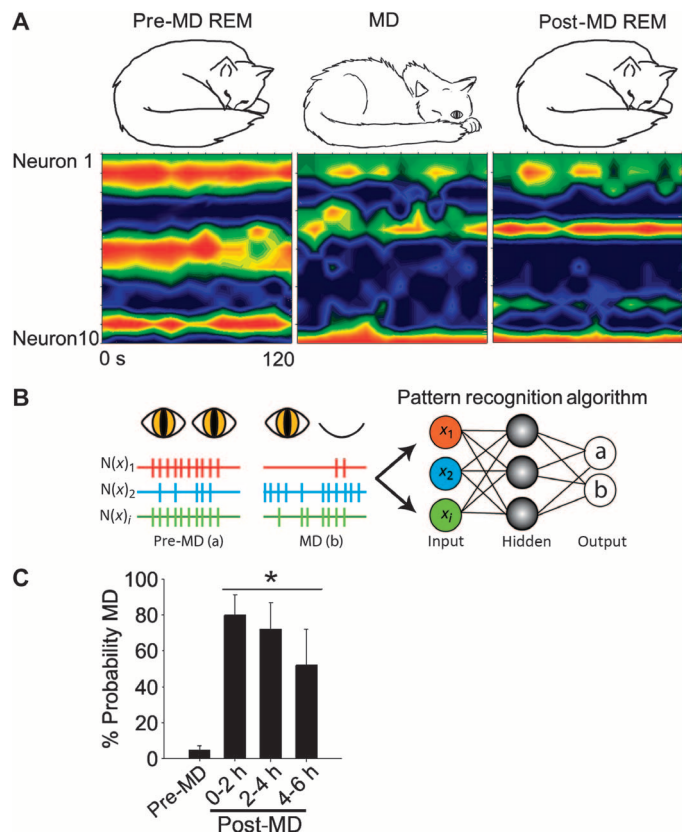 A
Pre-MD REM MD Post-MD REM
Neuron 1
Neuron10
0 s 120
B
Pattern recognition algorithm
N(x)1
N(x)2
N(x)i
Pre-MD (a) MD (b)
x1
x2
xi
a
b
Input Hidden Output
C
*
% Probability MD
100
80
60
40
20
0
Pre-MD 0-2 h 2-4 h 4-6 h
Post-MD